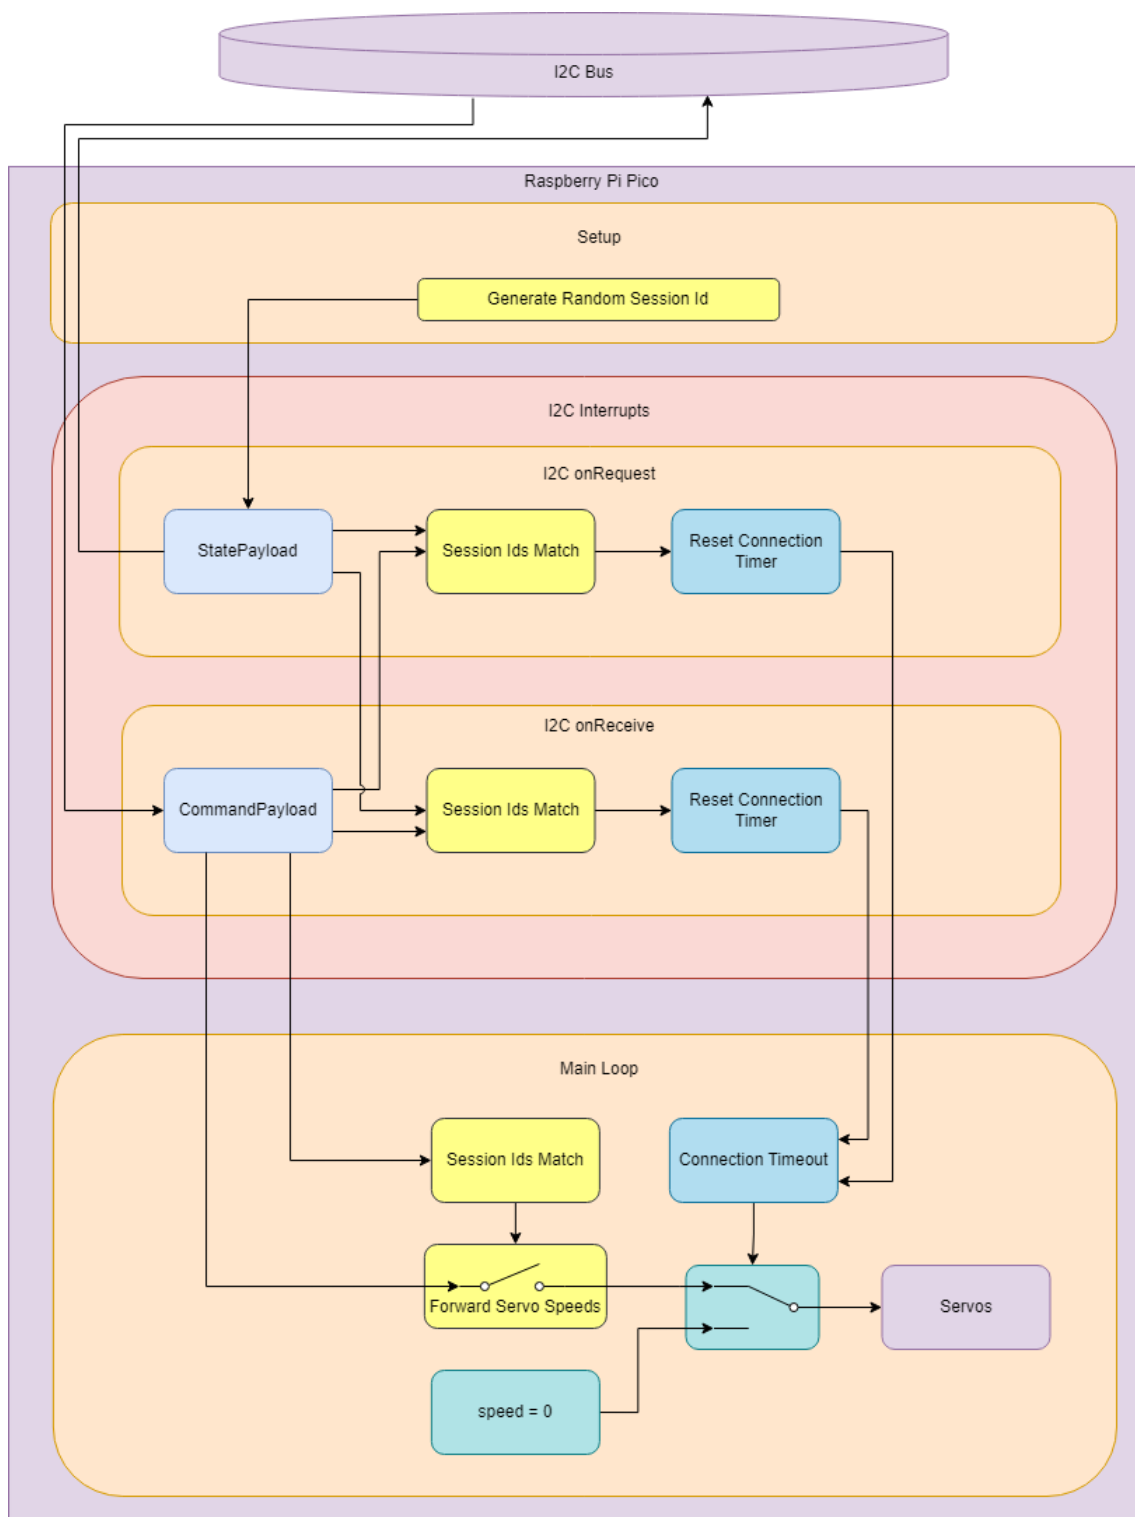 I2C Bus
Raspberry Pi Pico
Setup
Generate Random Session Id
I2C Interrupts
I2C onRequest
StatePayload
Session Ids Match
Reset Connection
Timer
I2C onReceive
CommandPayload
Session Ids Match
Reset Connection
Timer
Main Loop
Session Ids Match
Connection Timeout
Forward Servo Speeds
Servos
speed = 0